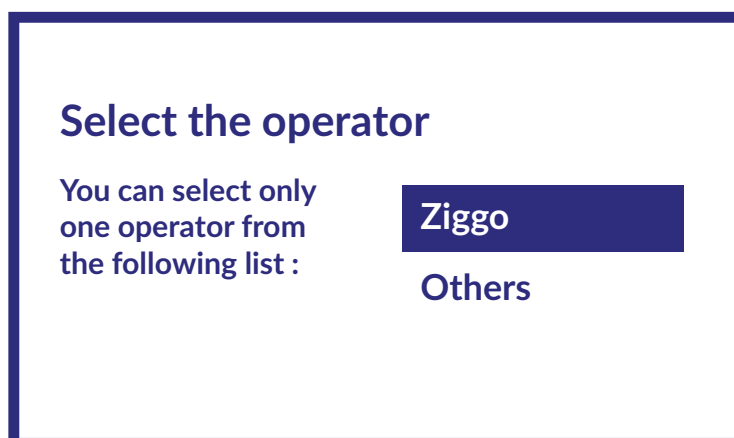 Select the operator
You can select only
one operator from
the following list :
Ziggo
Others